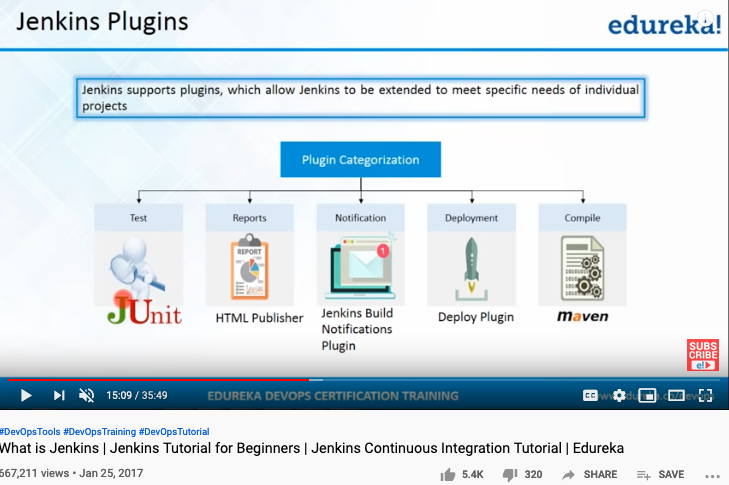 Jenkins Plugins
edureka!
Jenkins supports plugins, which allow Jenkins to be extended to meet specific needs of individual
projects
Plugin Categorization
Test
Reports
Notification
Deployment
Compile
REPORT
1
JUnit
HTML Publisher
Jenkins Build
Notifications
Plugin
Deploy Plugin
maven
SUBS
CRIBE
e!
15:09 / 35:49
EDUREKA DEVOPS CERTIFICATION TRAINING
CC
#DevOpsTools #DevOpsTraining #DevOpsTutorial
What is Jenkins | Jenkins Tutorial for Beginners | Jenkins Continuous Integration Tutorial | Edureka
667,211 views • Jan 25, 2017
5.4K
320
SHARE
SAVE